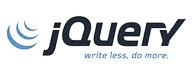 jQuery
write less, do more.